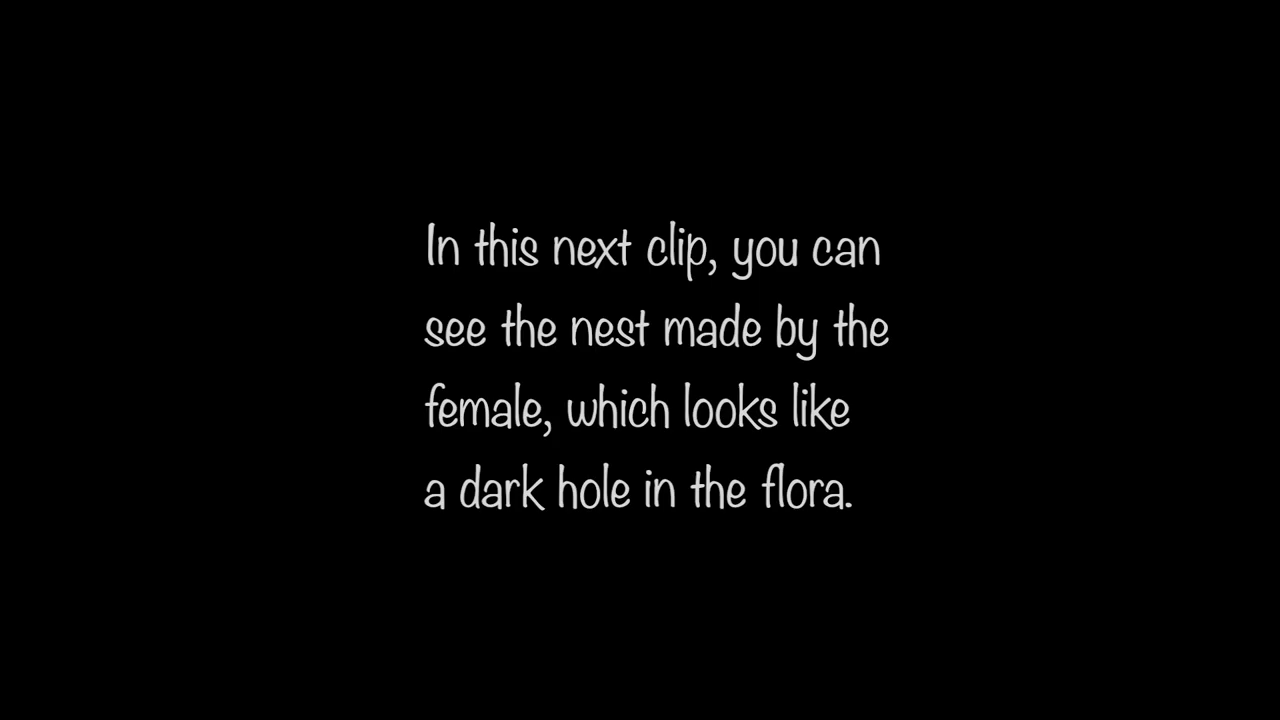 In this next clip, you can
see the nest made by the
female, which looks like
a dark hole in the flora.